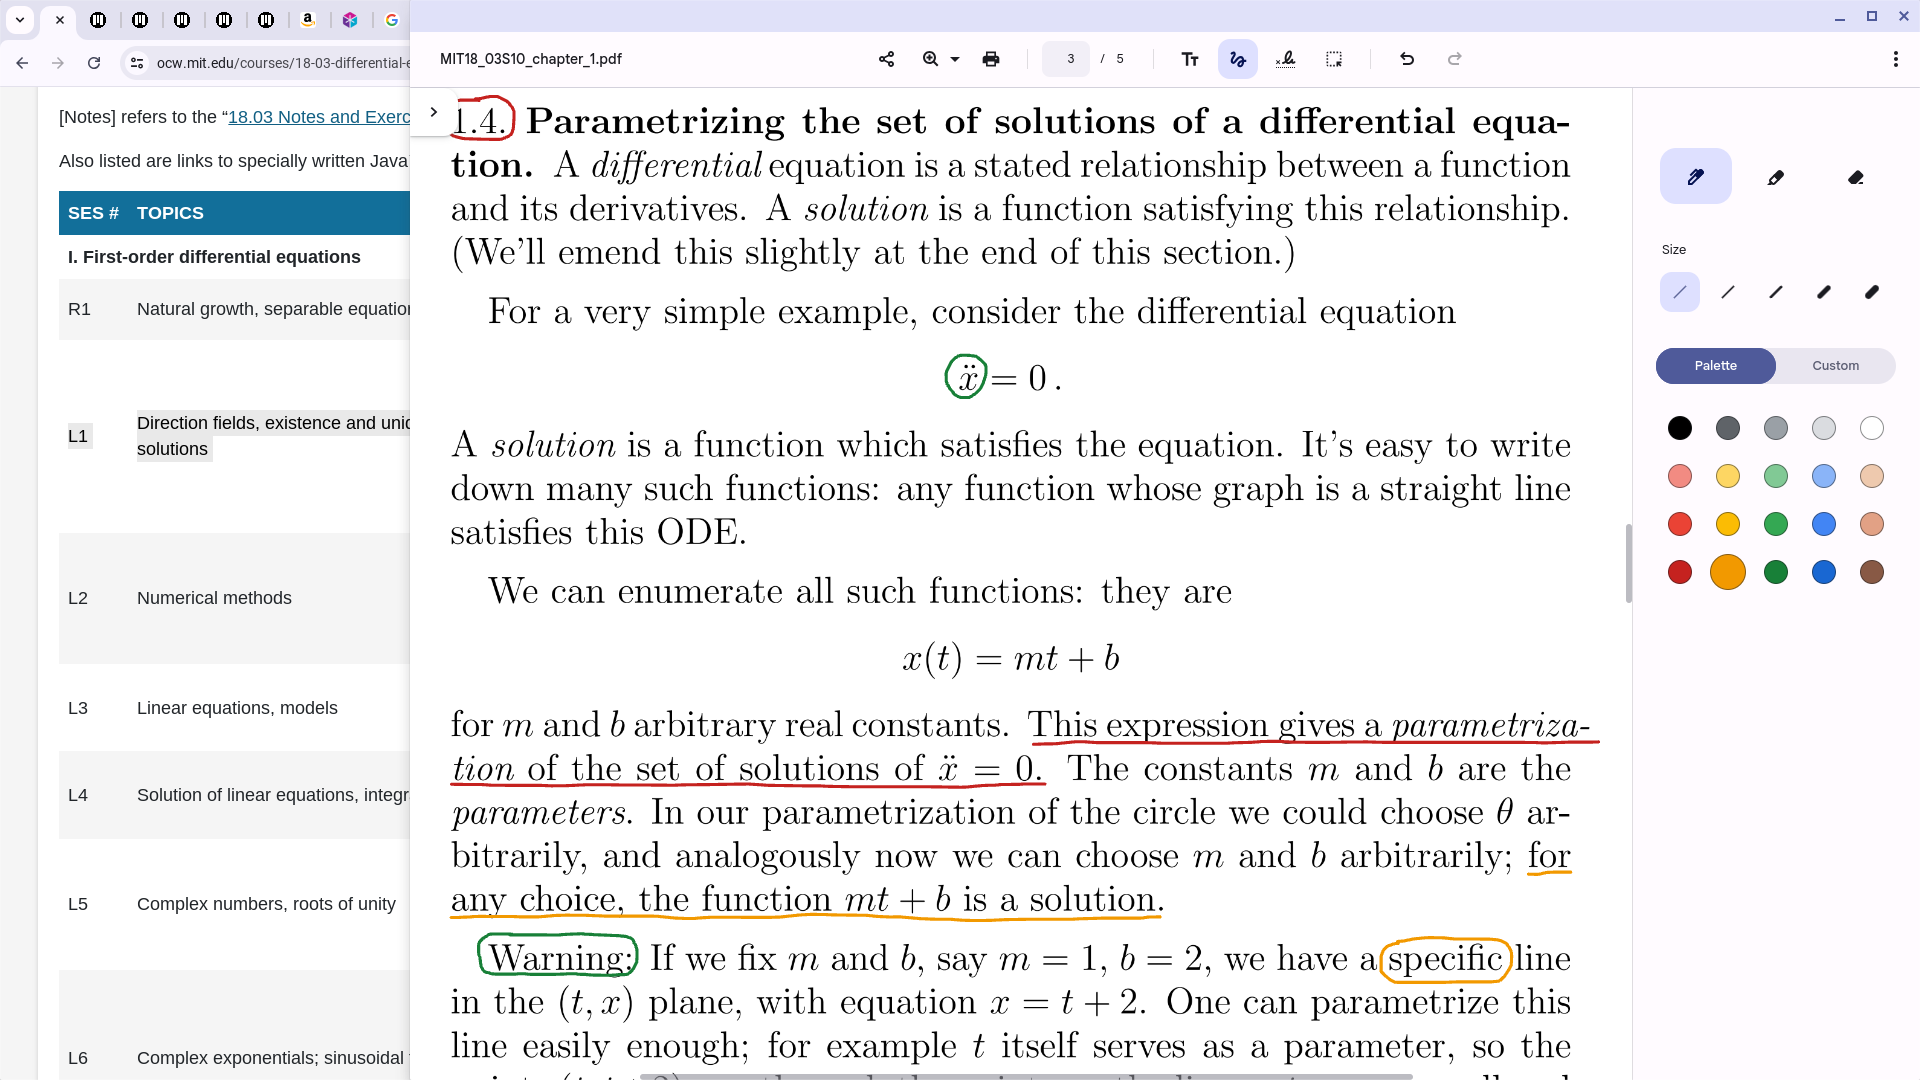 ocw.mit.edu/courses/18-03-differential-e
[Notes] refers to the “18.03 Notes and Exerc
Also listed are links to specially written Java
SES # TOPICS
I. First-order differential equations
R1 Natural growth, separable equation
L1 Direction fields, existence and uniq
solutions
L2 Numerical methods
L3 Linear equations, models
L4 Solution of linear equations, integr
L5 Complex numbers, roots of unity
L6 Complex exponentials; sinusoidal
MIT18_03S10_chapter_1.pdf
3 / 5
1.4. Parametrizing the set of solutions of a differential equa-
tion. A differential equation is a stated relationship between a function
and its derivatives. A solution is a function satisfying this relationship.
(We’ll emend this slightly at the end of this section.)
For a very simple example, consider the differential equation
ẍ = 0 .
A solution is a function which satisfies the equation. It’s easy to write
down many such functions: any function whose graph is a straight line
satisfies this ODE.
We can enumerate all such functions: they are
x(t) = mt + b
for m and b arbitrary real constants. This expression gives a parametriza-
tion of the set of solutions of ẍ = 0. The constants m and b are the
parameters. In our parametrization of the circle we could choose θ ar-
bitrarily, and analogously now we can choose m and b arbitrarily; for
any choice, the function mt + b is a solution.
Warning: If we fix m and b, say m = 1, b = 2, we have a specific line
in the (t, x) plane, with equation x = t + 2. One can parametrize this
line easily enough; for example t itself serves as a parameter, so the
Size
Palette Custom